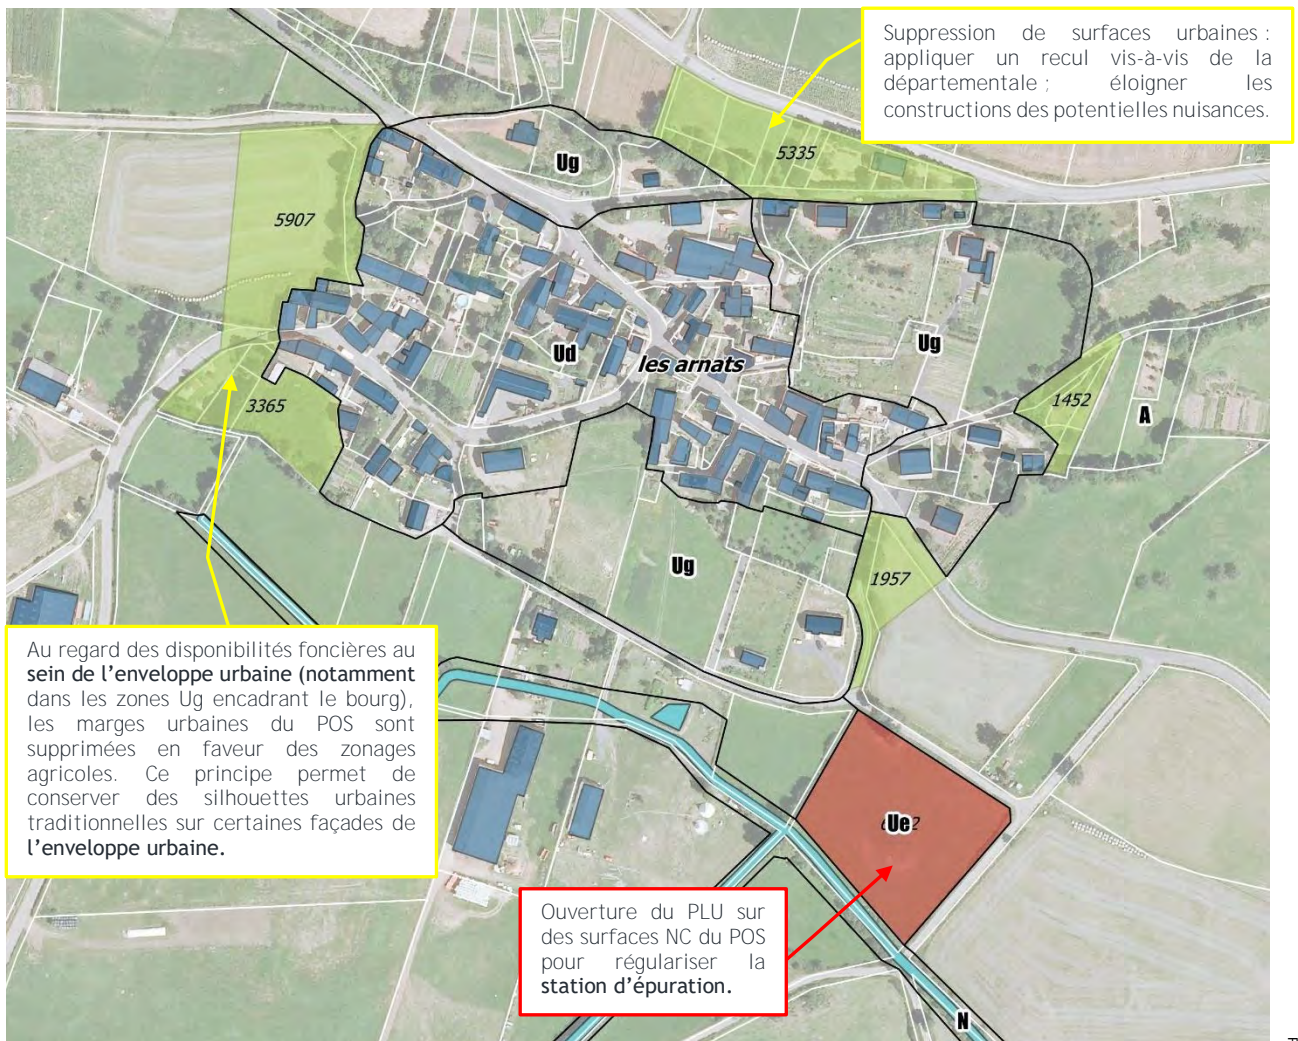 Suppression de surfaces urbaines :
appliquer un recul vis-à-vis de la
départementale ; éloigner les
constructions des potentielles nuisances.
5335
Ug
5907
Ug
Ud
les arnats
3365
1452
A
Ug
1957
Au regard des disponibilités foncières au
sein de l'enveloppe urbaine (notamment
dans les zones Ug encadrant le bourg),
les marges urbaines du POS sont
supprimées en faveur des zonages
agricoles. Ce principe permet de
conserver des silhouettes urbaines
traditionnelles sur certaines façades de
l'enveloppe urbaine.
Ue
Ouverture du PLU sur
des surfaces NC du POS
pour régulariser la
station d'épuration.
N